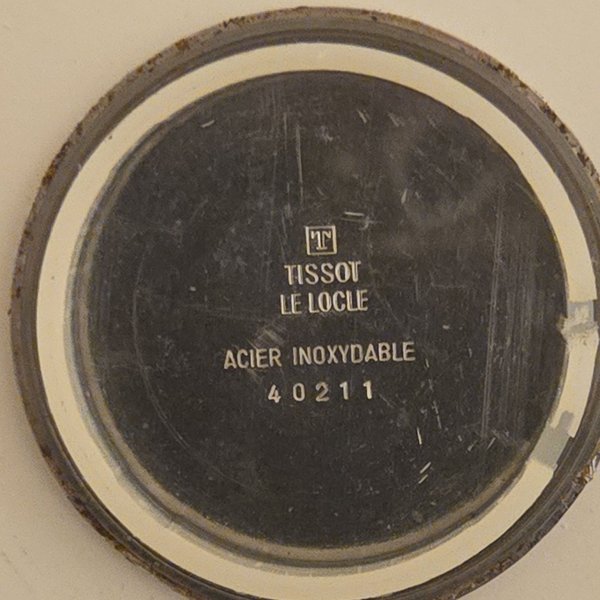 T
TISSOT
LE LOCLE
ACIER INOXYDABLE
40211